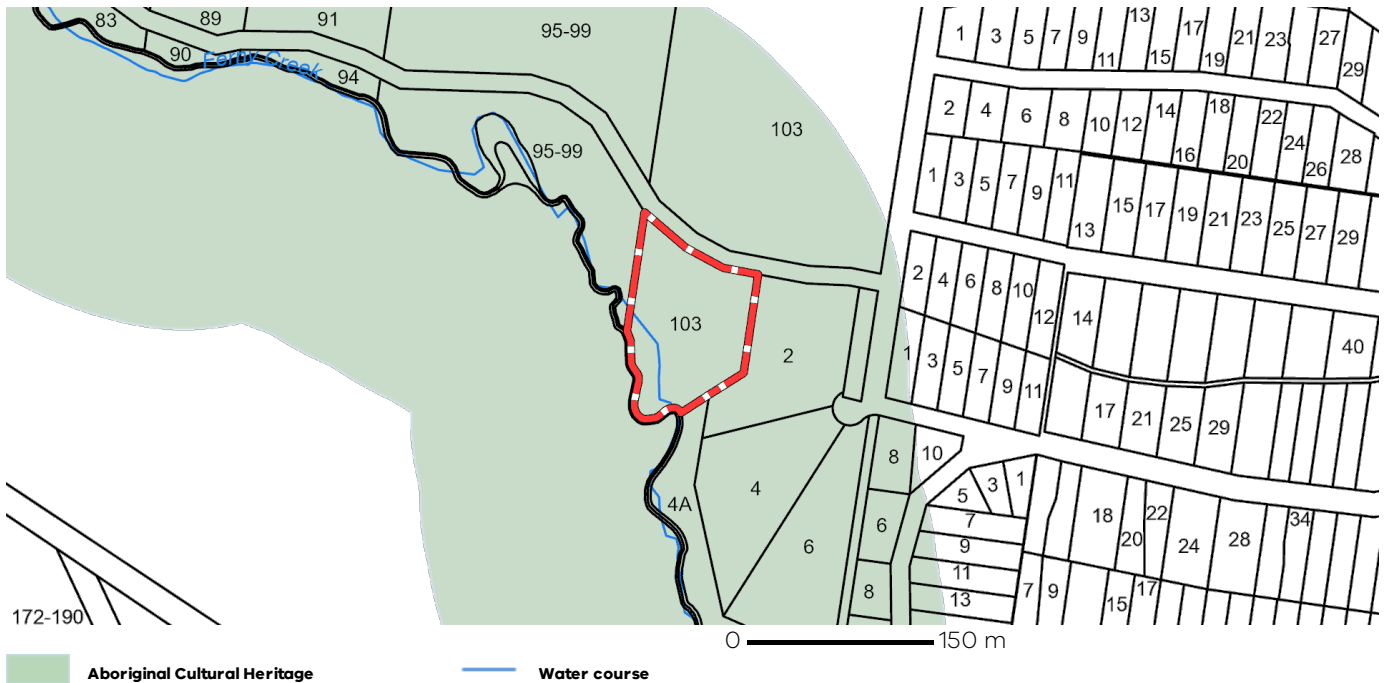 83 89 91 95-99 1 3 5 7 9 11 13 15 17 19 21 23 27 29
90 Ferny Creek 94
103
2 4 6 8 10 12 14 16 18 20 22 24 26 28
95-99
1 3 5 7 9 11 13 15 17 19 21 23 25 27 29
2 4 6 8 10 12 14 40
103 2
1 3 5 7 9 11 17 21 25 29
8 10
4 4A 5 3 1
6 6 7 18 20 22 24 28 34
9
11
8 13 7 9 15 17
172-190
0 150 m
Aboriginal Cultural Heritage Water course